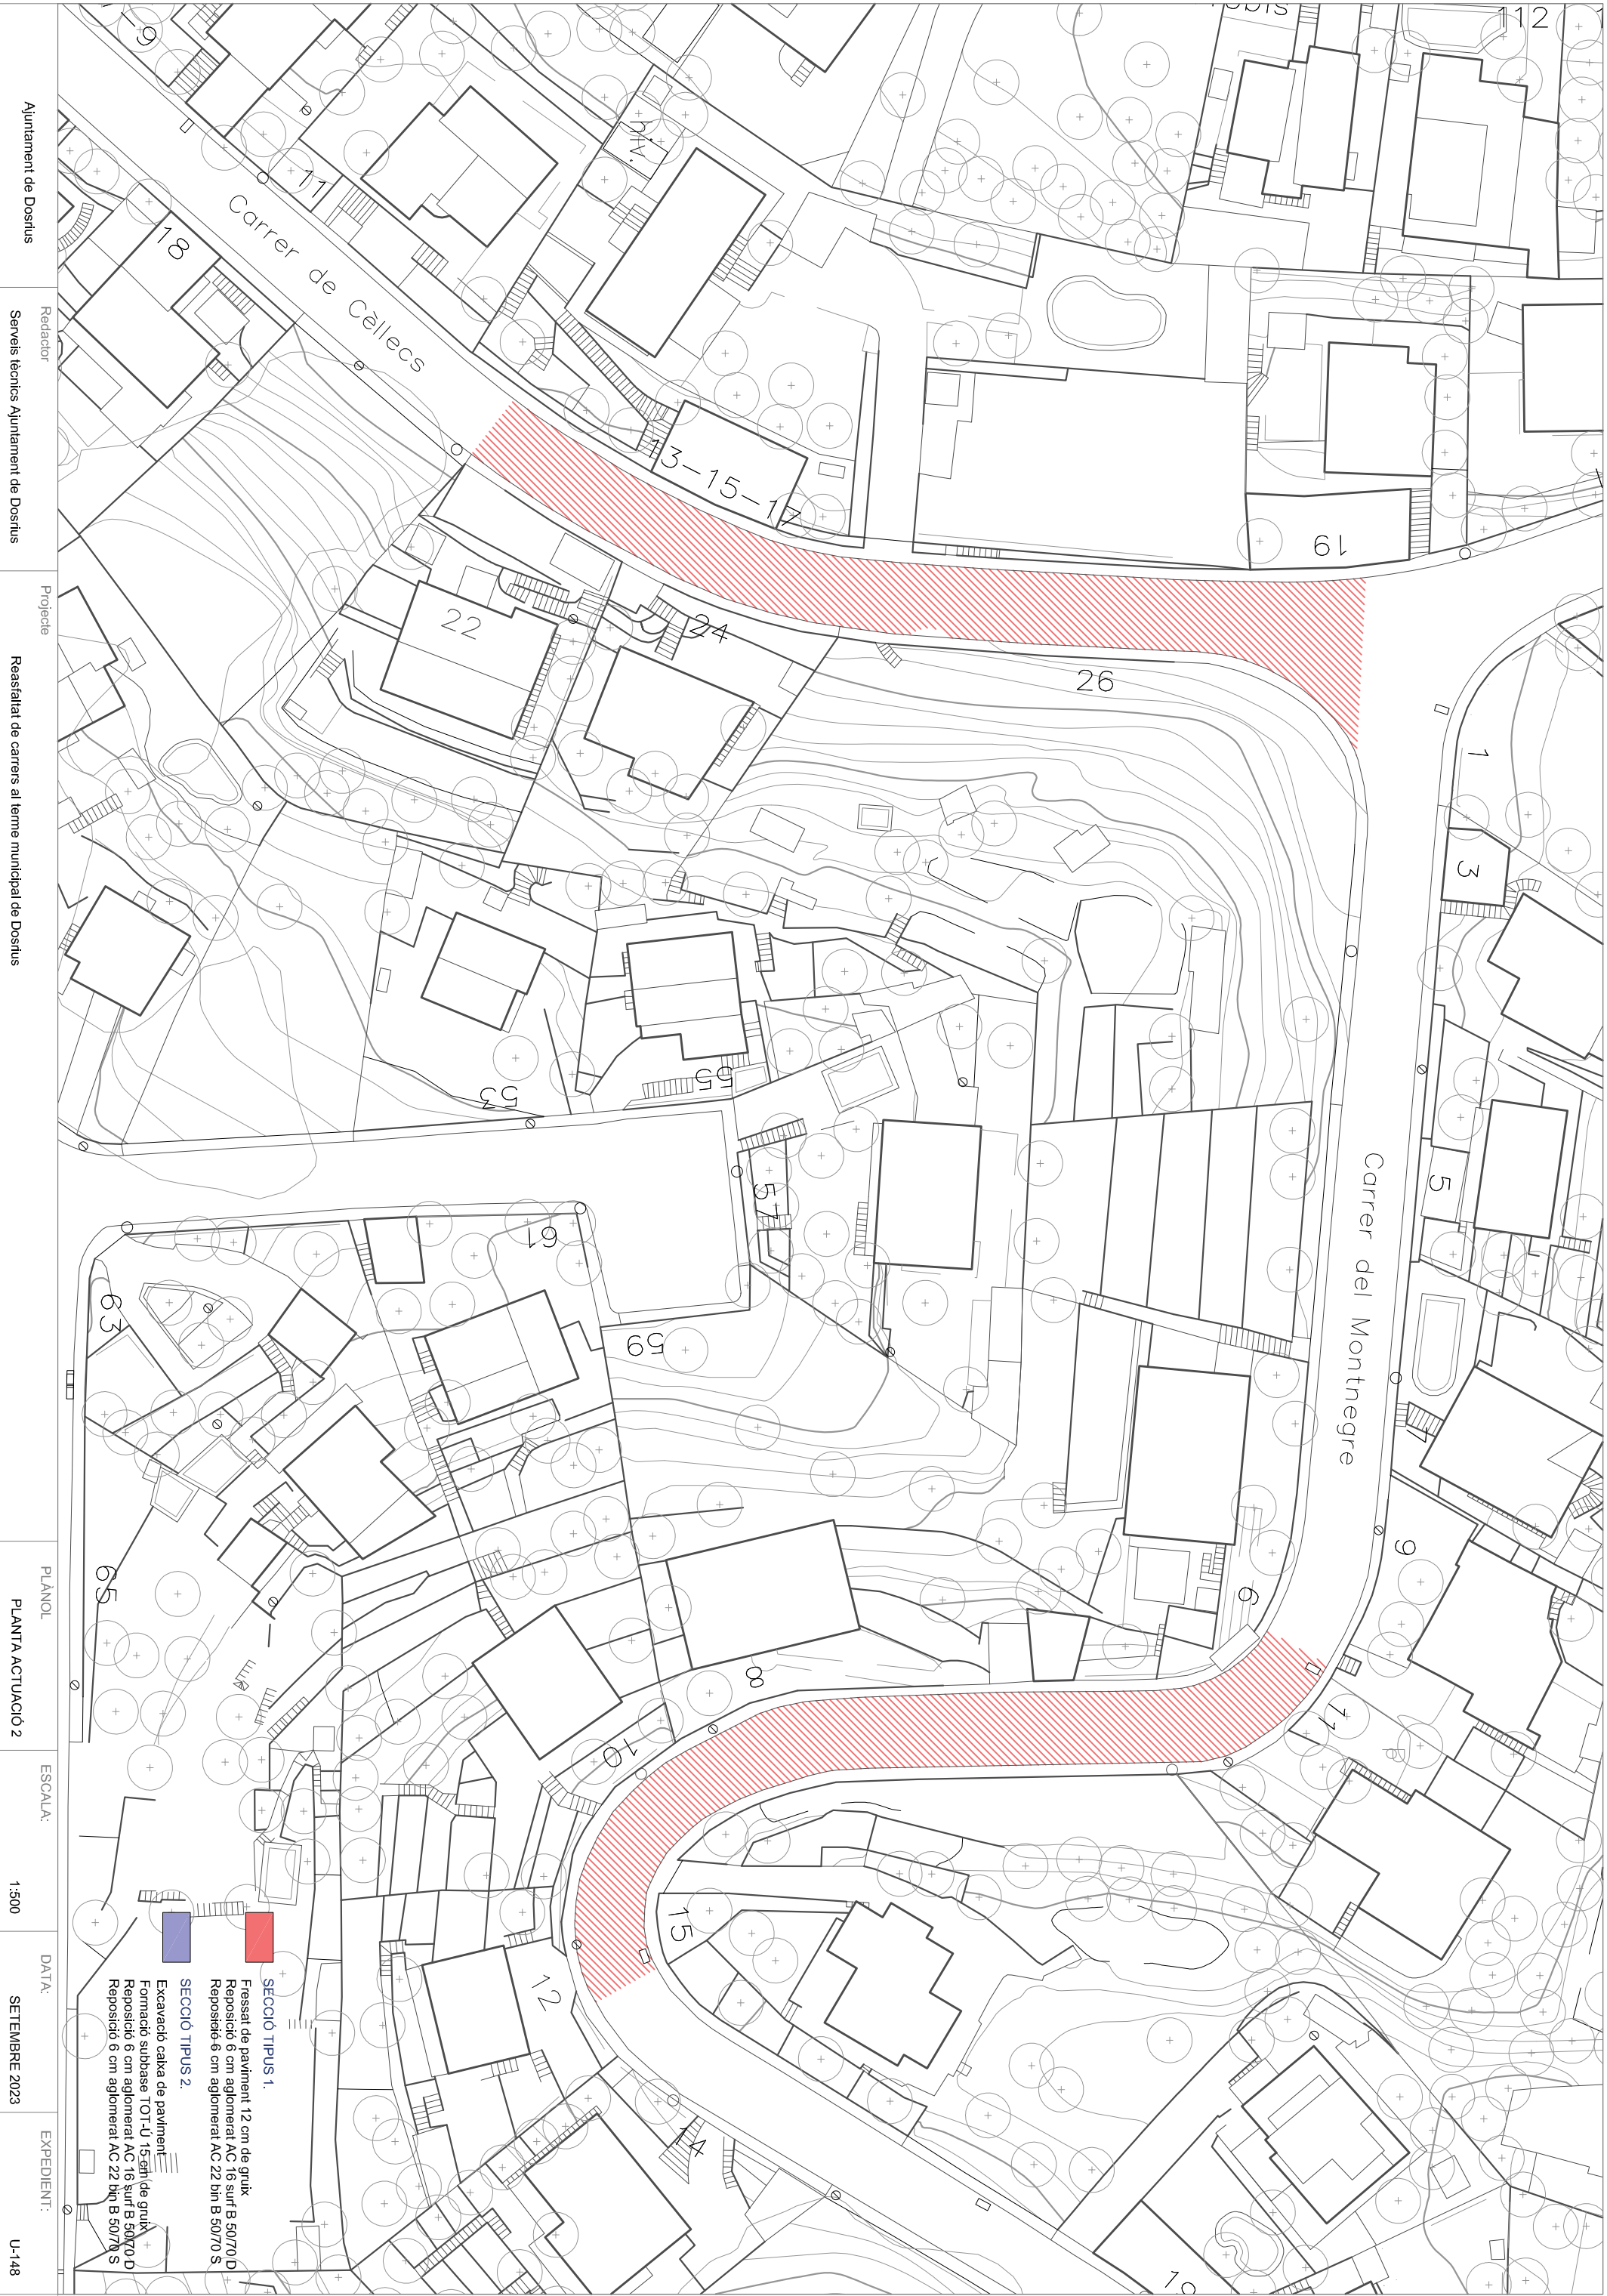 Ajuntament de Dosrius
Redactor
Serveis tècnics Ajuntament de Dosrius
Projecte
Reasfaltat de carrers al terme municipal de Dosrius
PLÀNOL
PLANTA ACTUACIÓ 2
ESCALA:
1:500
DATA:
SETEMBRE 2023
EXPEDIENT:
U-148
SECCIÓ TIPUS 1.
Fressat de paviment 12 cm de gruix
Reposició 6 cm aglomerat AC 16 surf B 50/70 D
Reposició 6 cm aglomerat AC 22 bin B 50/70 S
SECCIÓ TIPUS 2.
Excavació caixa de paviment
Formació subbase TOT-Ú 15 cm de gruix
Reposició 6 cm aglomerat AC 16 surf B 50/70 D
Reposició 6 cm aglomerat AC 22 bin B 50/70 S
Carrer de Cèllecs
Carrer del Montnegre
112
hiv.
11
18
13-15-17
19
22
24
26
1
3
5
7
9
11
53
55
57
59
61
63
65
6
8
10
12
14
15